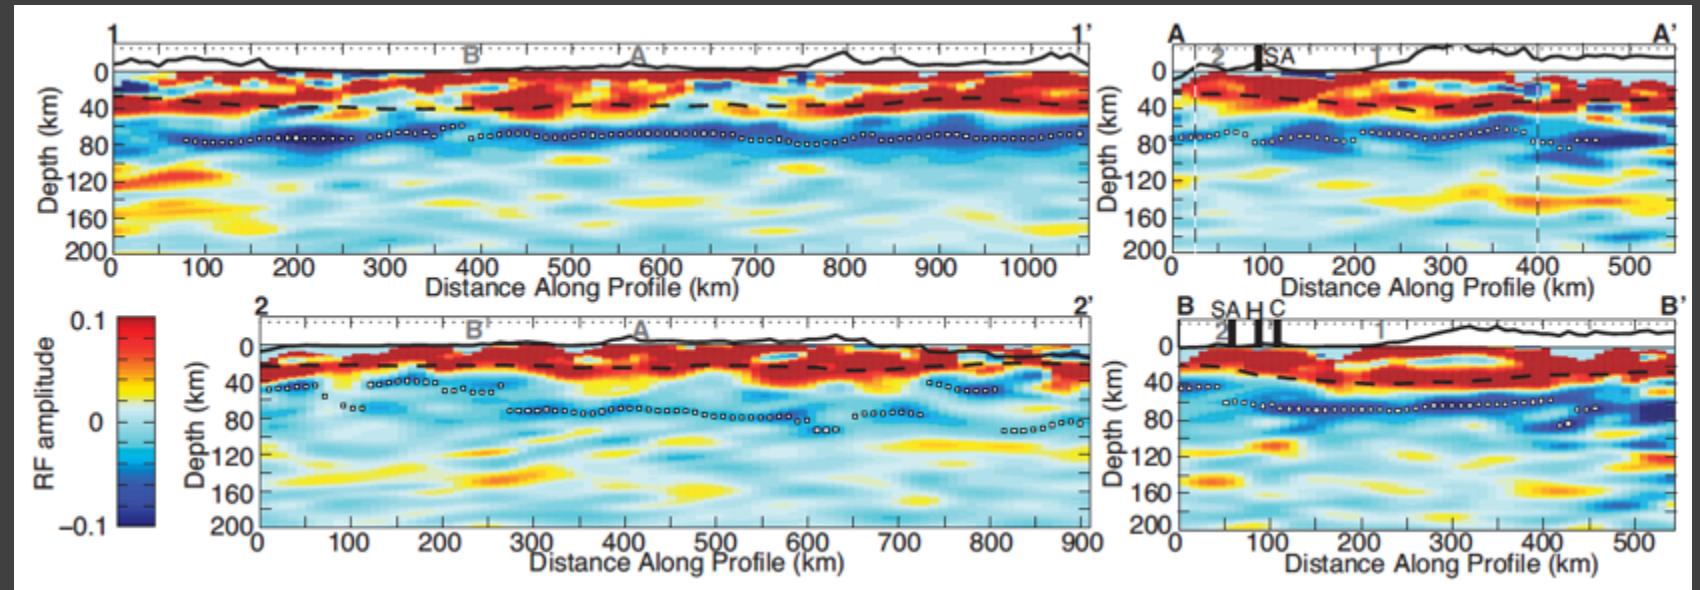 1 B A 1'
0
40
80
120
160
200
Depth (km)
0 100 200 300 400 500 600 700 800 900 1000
Distance Along Profile (km)
A 2 SA 1 A'
0
40
80
120
160
200
Depth (km)
0 100 200 300 400 500
Distance Along Profile (km)
0.1
0
−0.1
RF amplitude
2 B A 2'
0
40
80
120
160
200
Depth (km)
0 100 200 300 400 500 600 700 800 900
Distance Along Profile (km)
B SA H C B'
2 1
0
40
80
120
160
200
Depth (km)
0 100 200 300 400 500
Distance Along Profile (km)